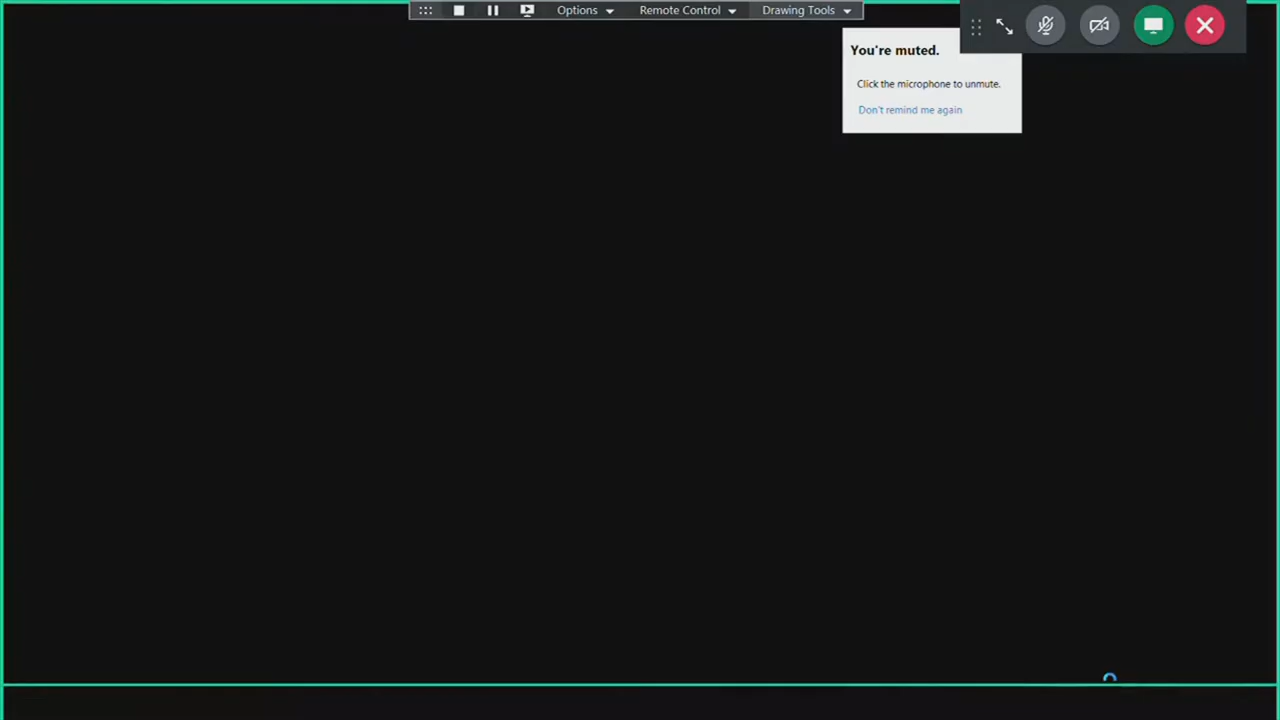 Options
Remote Control
Drawing Tools
You're muted.
Click the microphone to unmute.
Don't remind me again